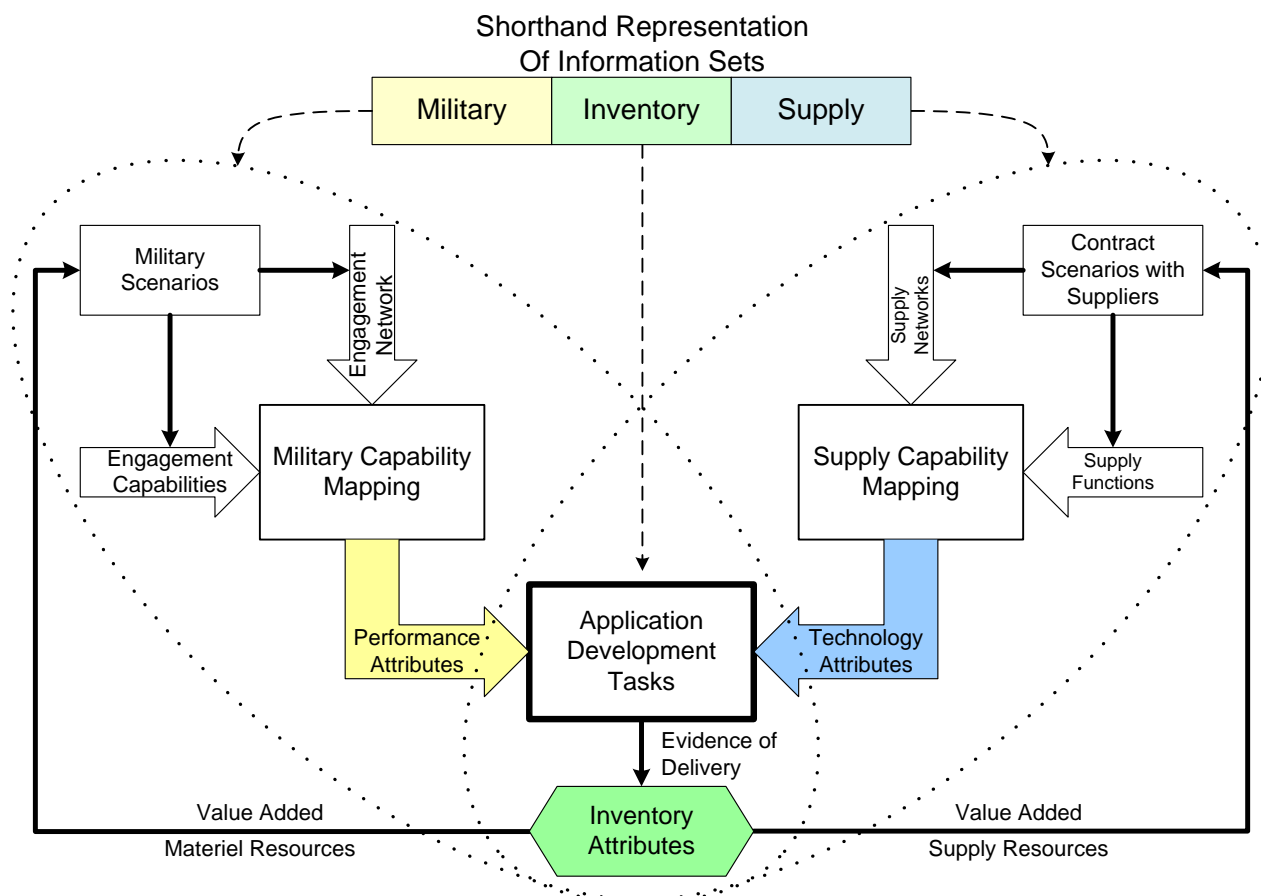 Shorthand Representation
Of Information Sets
Military
Inventory
Supply
Military
Scenarios
Engagement
Network
Supply
Networks
Contract
Scenarios with
Suppliers
Engagement
Capabilities
Military Capability
Mapping
Supply Capability
Mapping
Supply
Functions
Performance
Attributes
Application
Development
Tasks
Technology
Attributes
Evidence of
Delivery
Value Added
Materiel Resources
Inventory
Attributes
Value Added
Supply Resources